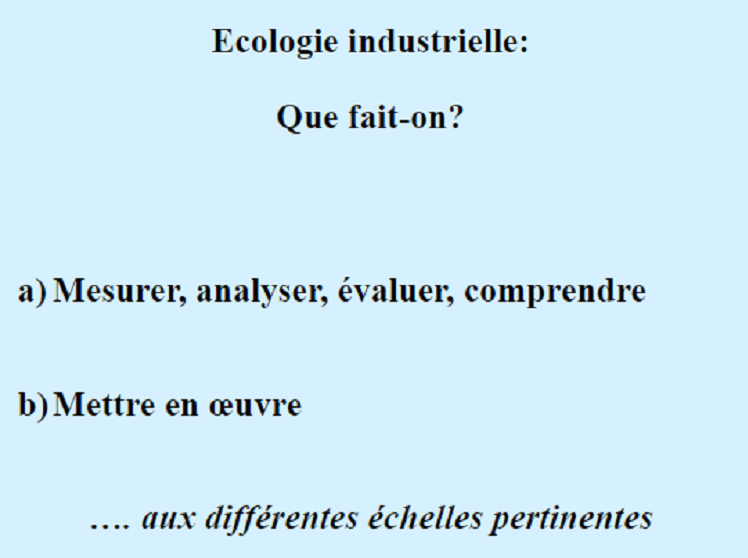 Ecologie industrielle:
Que fait-on?
a) Mesurer, analyser, évaluer, comprendre
b) Mettre en œuvre
…. aux différentes échelles pertinentes